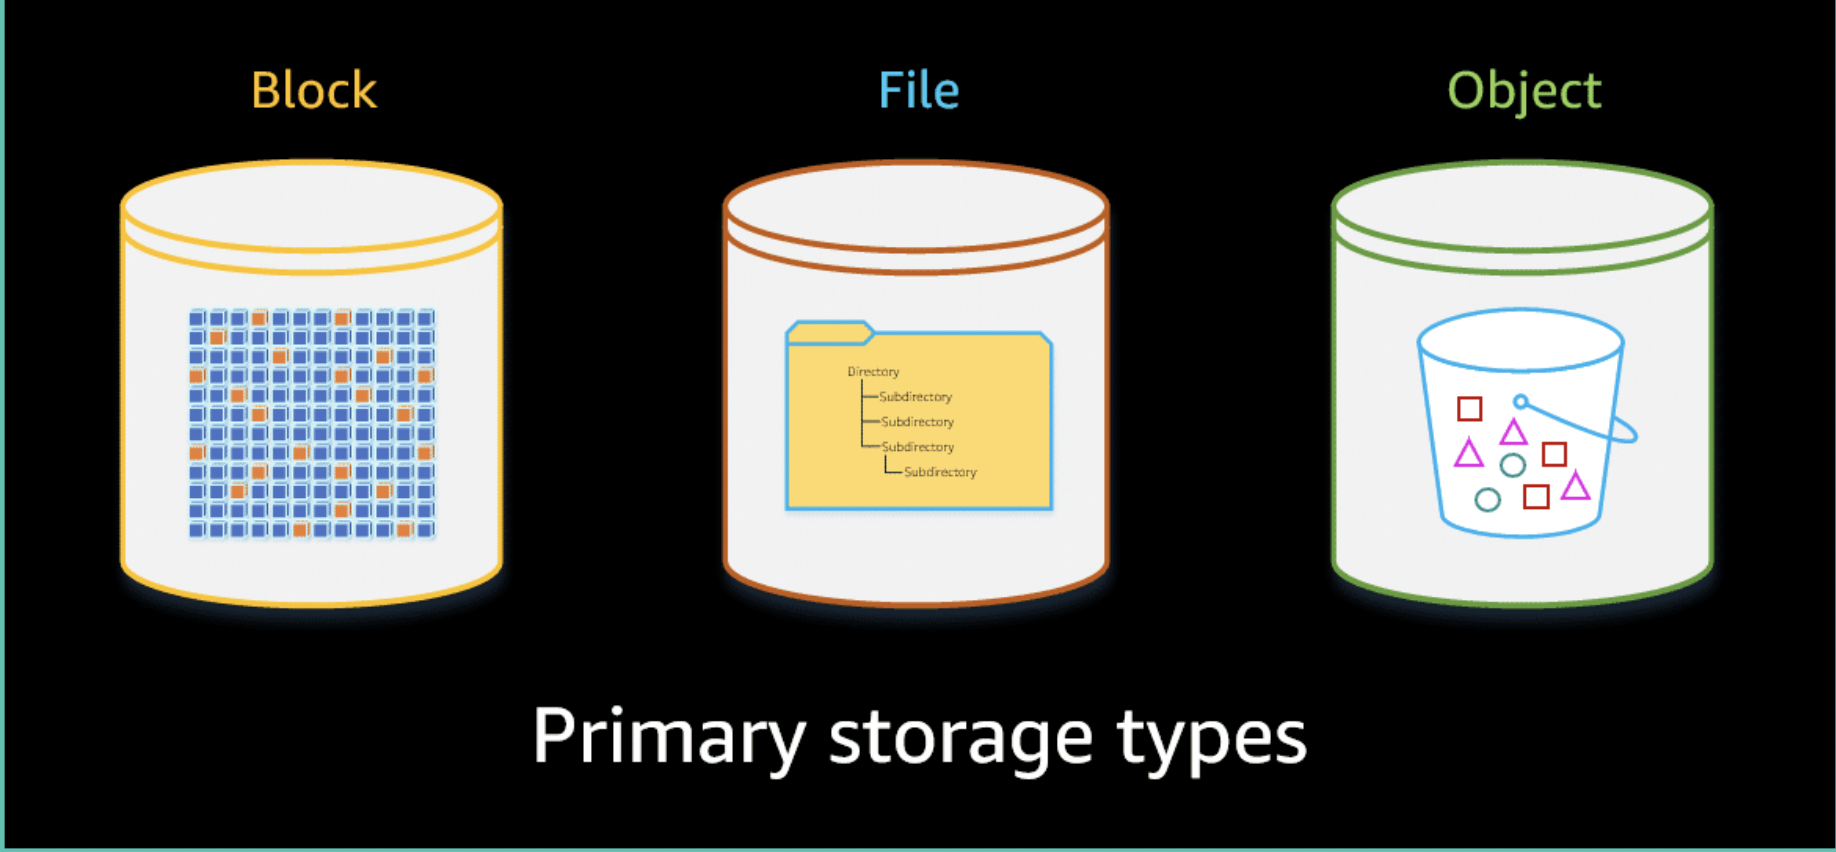 Block
File
Object
Directory
Subdirectory
Subdirectory
Subdirectory
Subdirectory
Primary storage types